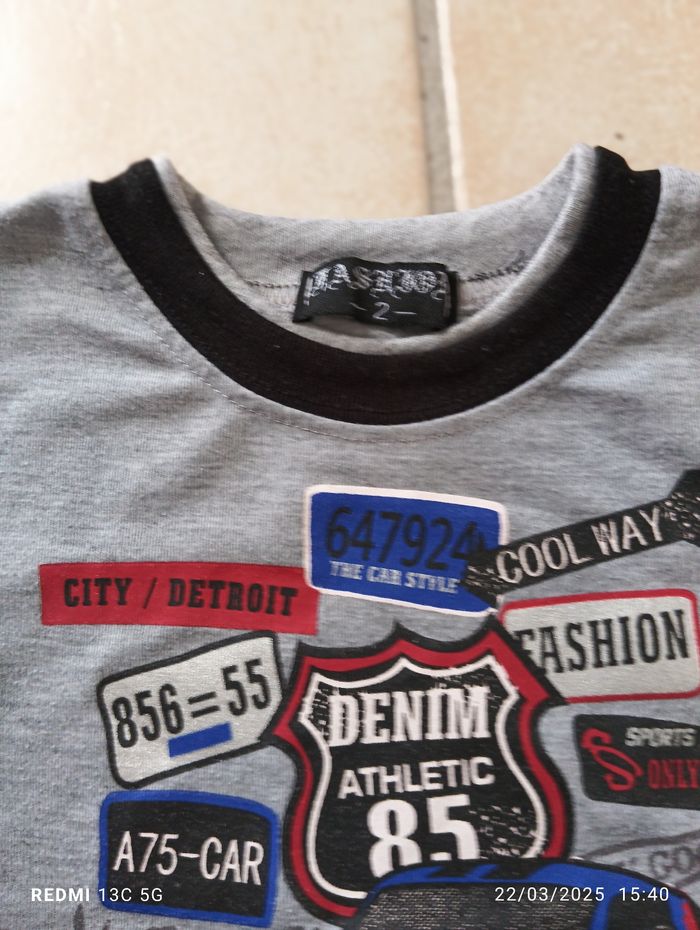 FASHION
-2-
647924
THE CAR STYLE
COOL WAY
CITY / DETROIT
FASHION
856=55
DENIM
ATHLETIC
85
SPORTS
ONLY
A75-CAR
REDMI 13C 5G
22/03/2025 15:40